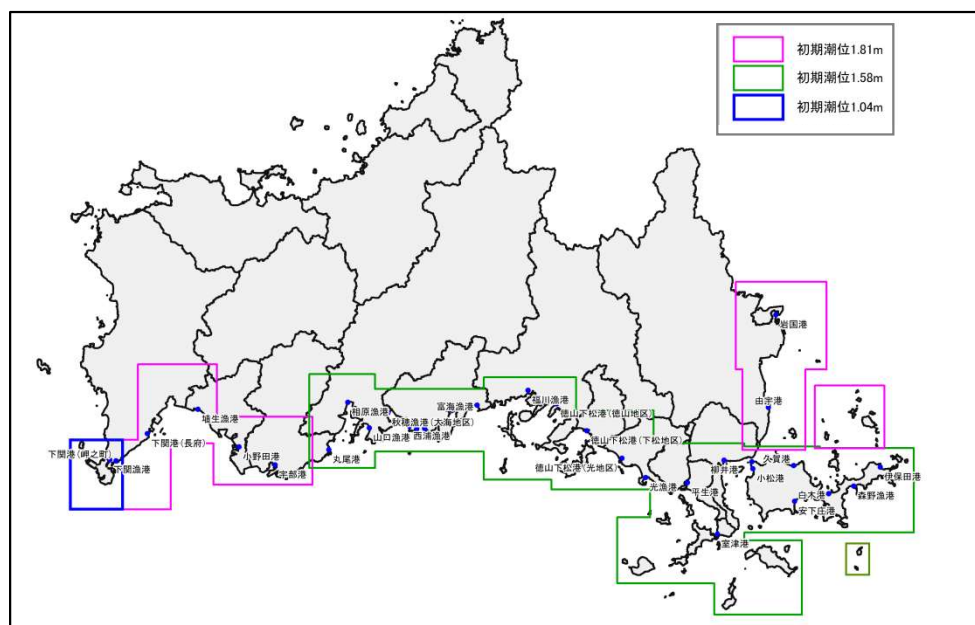 初期潮位1.81m
初期潮位1.58m
初期潮位1.04m
岩国港
由宇港
福川漁港
富海漁港
徳山下松港(徳山地区)
相原漁港
秋穂漁港(大海地区)
埴生漁港
山口漁港
西浦漁港
徳山下松港(下松地区)
下関港(長府)
小野田港
丸尾港
下関港(岬之町)
下関漁港
宇部港
徳山下松港(光地区)
柳井港
久賀港
小松港
伊保田港
光漁港
平生港
白木港
森野漁港
安下庄港
室津港